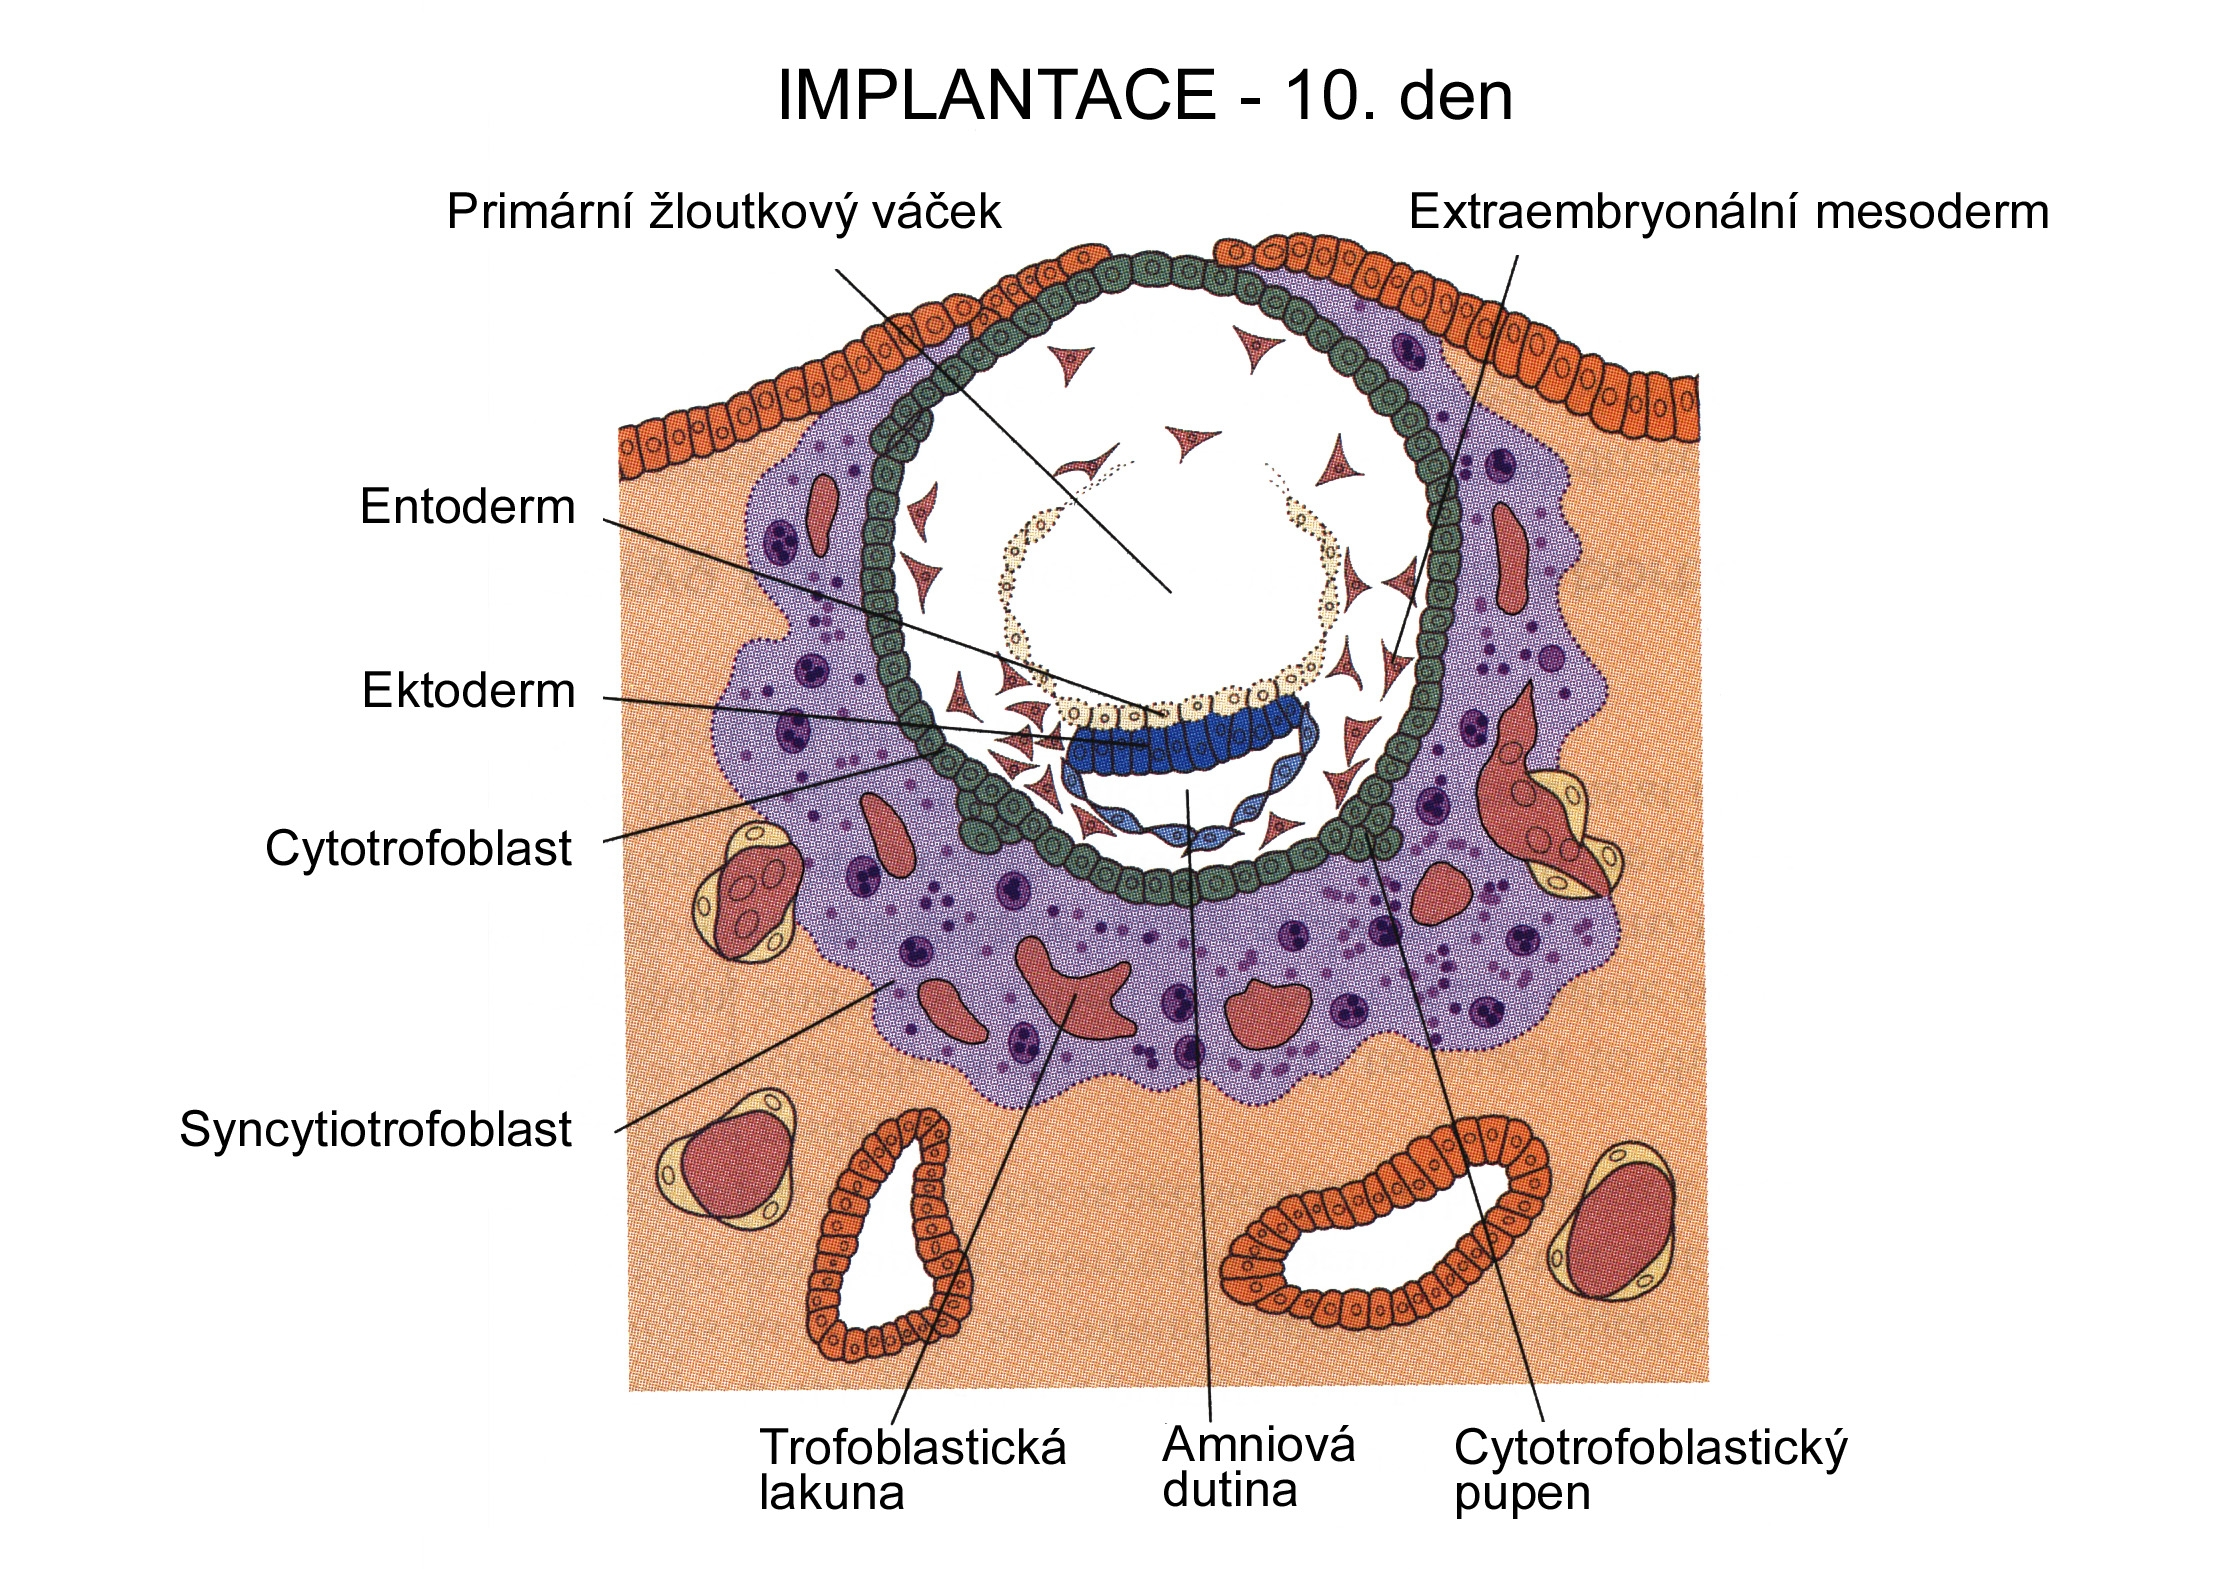 IMPLANTACE - 10. den
Primární žloutkový váček
Extraembryonální mesoderm
Entoderm
Ektoderm
Cytotrofoblast
Syncytiotrofoblast
Trofoblastická
lakuna
Amniová
dutina
Cytotrofoblastický
pupen